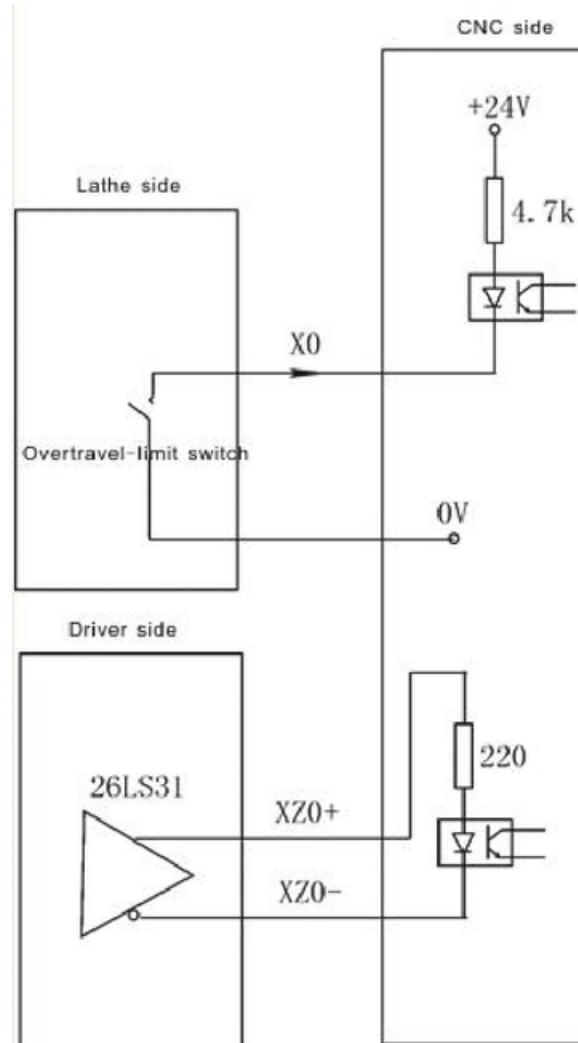 CNC side
+24V
Lathe side
4.7k
X0
Overtravel-limit switch
0V
Driver side
26LS31
XZ0+
220
XZ0-